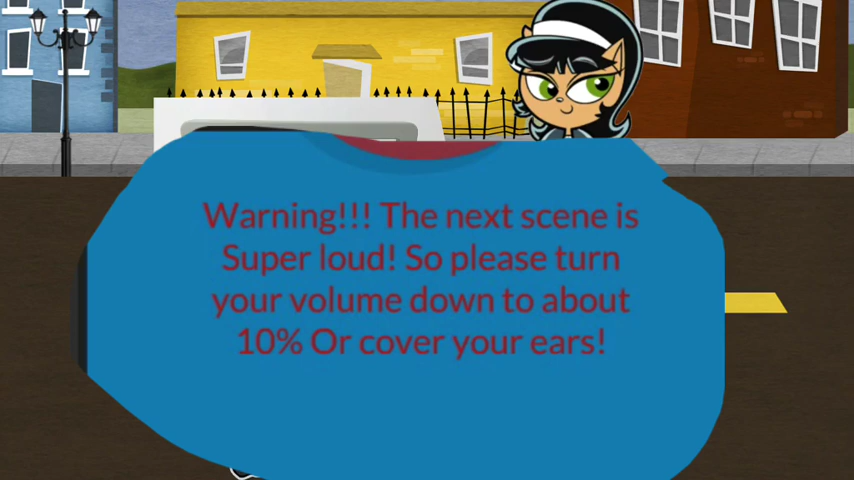 Warning!!! The next scene is
Super loud! So please turn
your volume down to about
10% Or cover your ears!